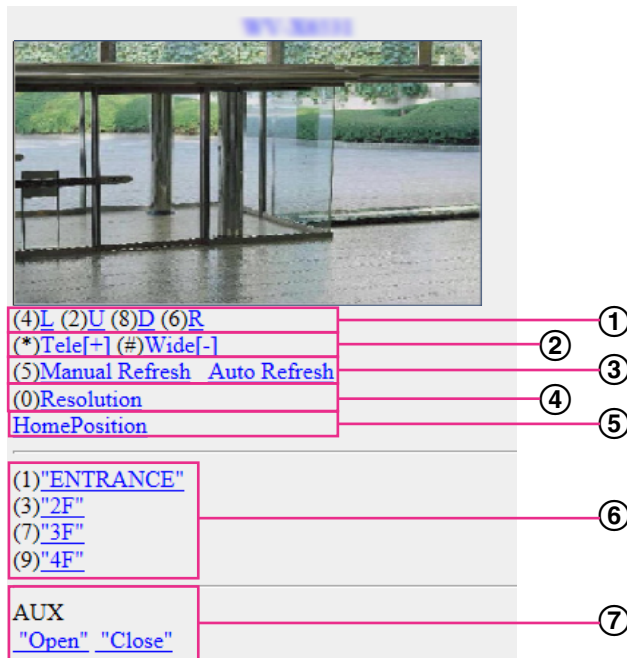 (4)L (2)U (8)D (6)R
(*)Tele[+] (#)Wide[-]
(5)Manual Refresh Auto Refresh
(0)Resolution
HomePosition
(1)"ENTRANCE"
(3)"2F"
(7)"3F"
(9)"4F"
AUX
"Open" "Close"
①
②
③
④
⑤
⑥
⑦